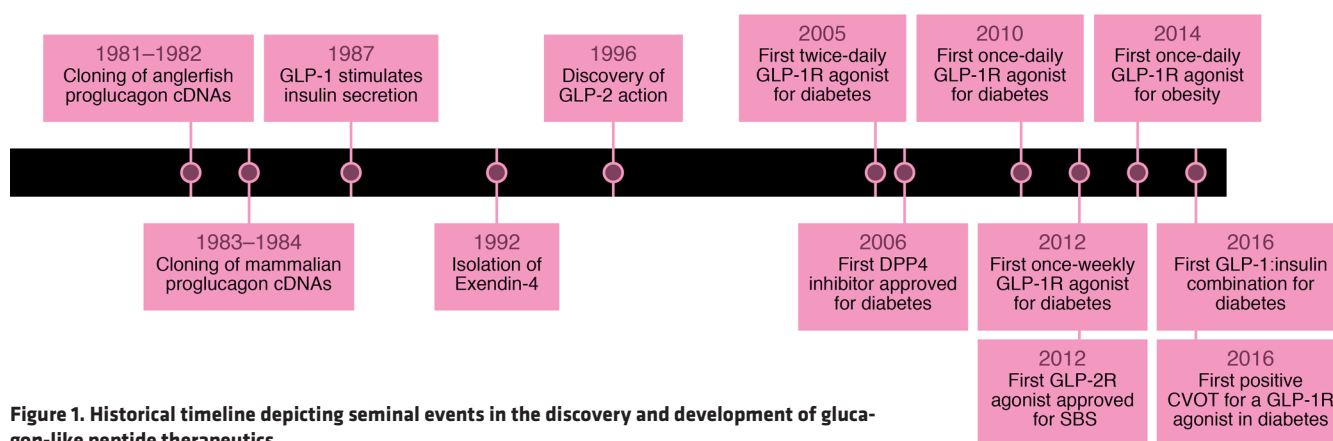 1981–1982
Cloning of anglerfish
proglucagon cDNAs
1987
GLP-1 stimulates
insulin secretion
1996
Discovery of
GLP-2 action
2005
First twice-daily
GLP-1R agonist
for diabetes
2010
First once-daily
GLP-1R agonist
for diabetes
2014
First once-daily
GLP-1R agonist
for obesity
1983–1984
Cloning of mammalian
proglucagon cDNAs
1992
Isolation of
Exendin-4
2006
First DPP4
inhibitor approved
for diabetes
2012
First once-weekly
GLP-1R agonist
for diabetes
2016
First GLP-1:insulin
combination for
diabetes
2012
First GLP-2R
agonist approved
for SBS
2016
First positive
CVOT for a GLP-1R
agonist in diabetes
Figure 1. Historical timeline depicting seminal events in the discovery and development of gluca-
gon-like peptide therapeutics